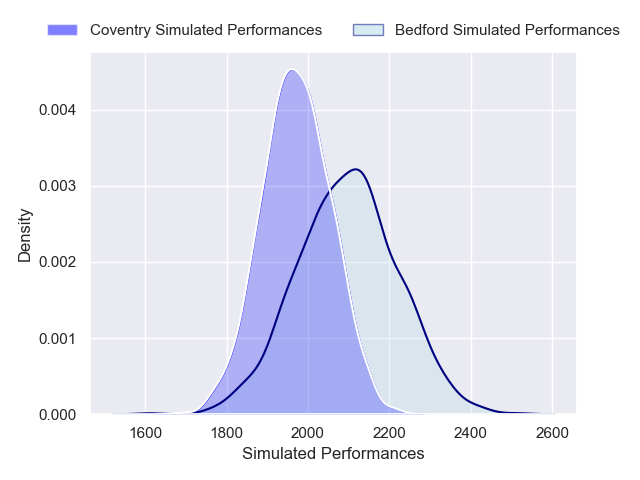 Coventry Simulated Performances
Bedford Simulated Performances
0.004
0.003
0.002
0.001
0.000
Density
1600
1800
2000
2200
2400
2600
Simulated Performances